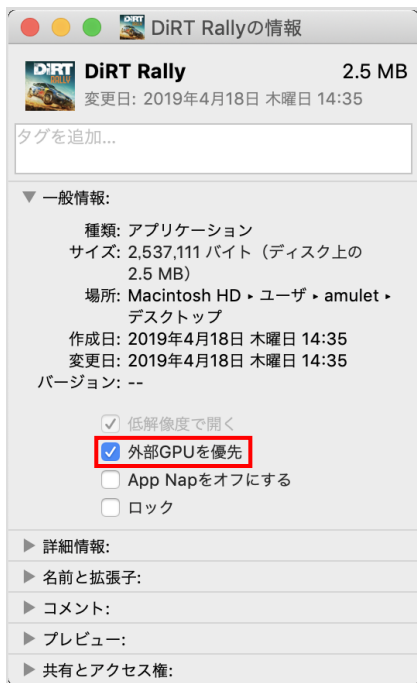 DiRT Rallyの情報
DiRT Rally 2.5 MB
変更日: 2019年4月18日 木曜日 14:35
タグを追加...
一般情報:
種類: アプリケーション
サイズ: 2,537,111 バイト（ディスク上の
2.5 MB）
場所: Macintosh HD ▸ ユーザ ▸ amulet ▸
デスクトップ
作成日: 2019年4月18日 木曜日 14:35
変更日: 2019年4月18日 木曜日 14:35
バージョン: --
低解像度で開く
外部GPUを優先
App Napをオフにする
ロック
詳細情報:
名前と拡張子:
コメント:
プレビュー:
共有とアクセス権: